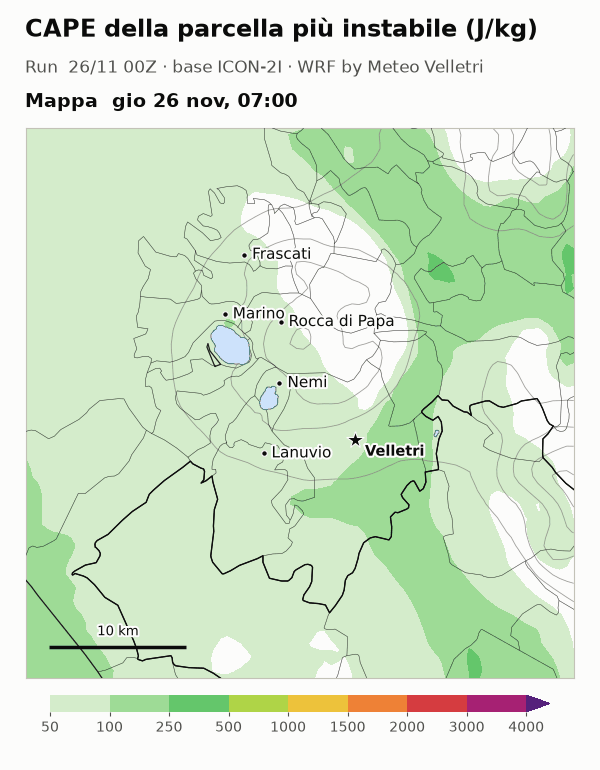 CAPE della parcella più instabile (J/kg)
Run  26/11 00Z · base ICON-2I · WRF by Meteo Velletri
Mappa  gio 26 nov, 07:00
Frascati
Marino
Rocca di Papa
Nemi
Velletri
Lanuvio
10 km
50 100 250 500 1000 1500 2000 3000 4000